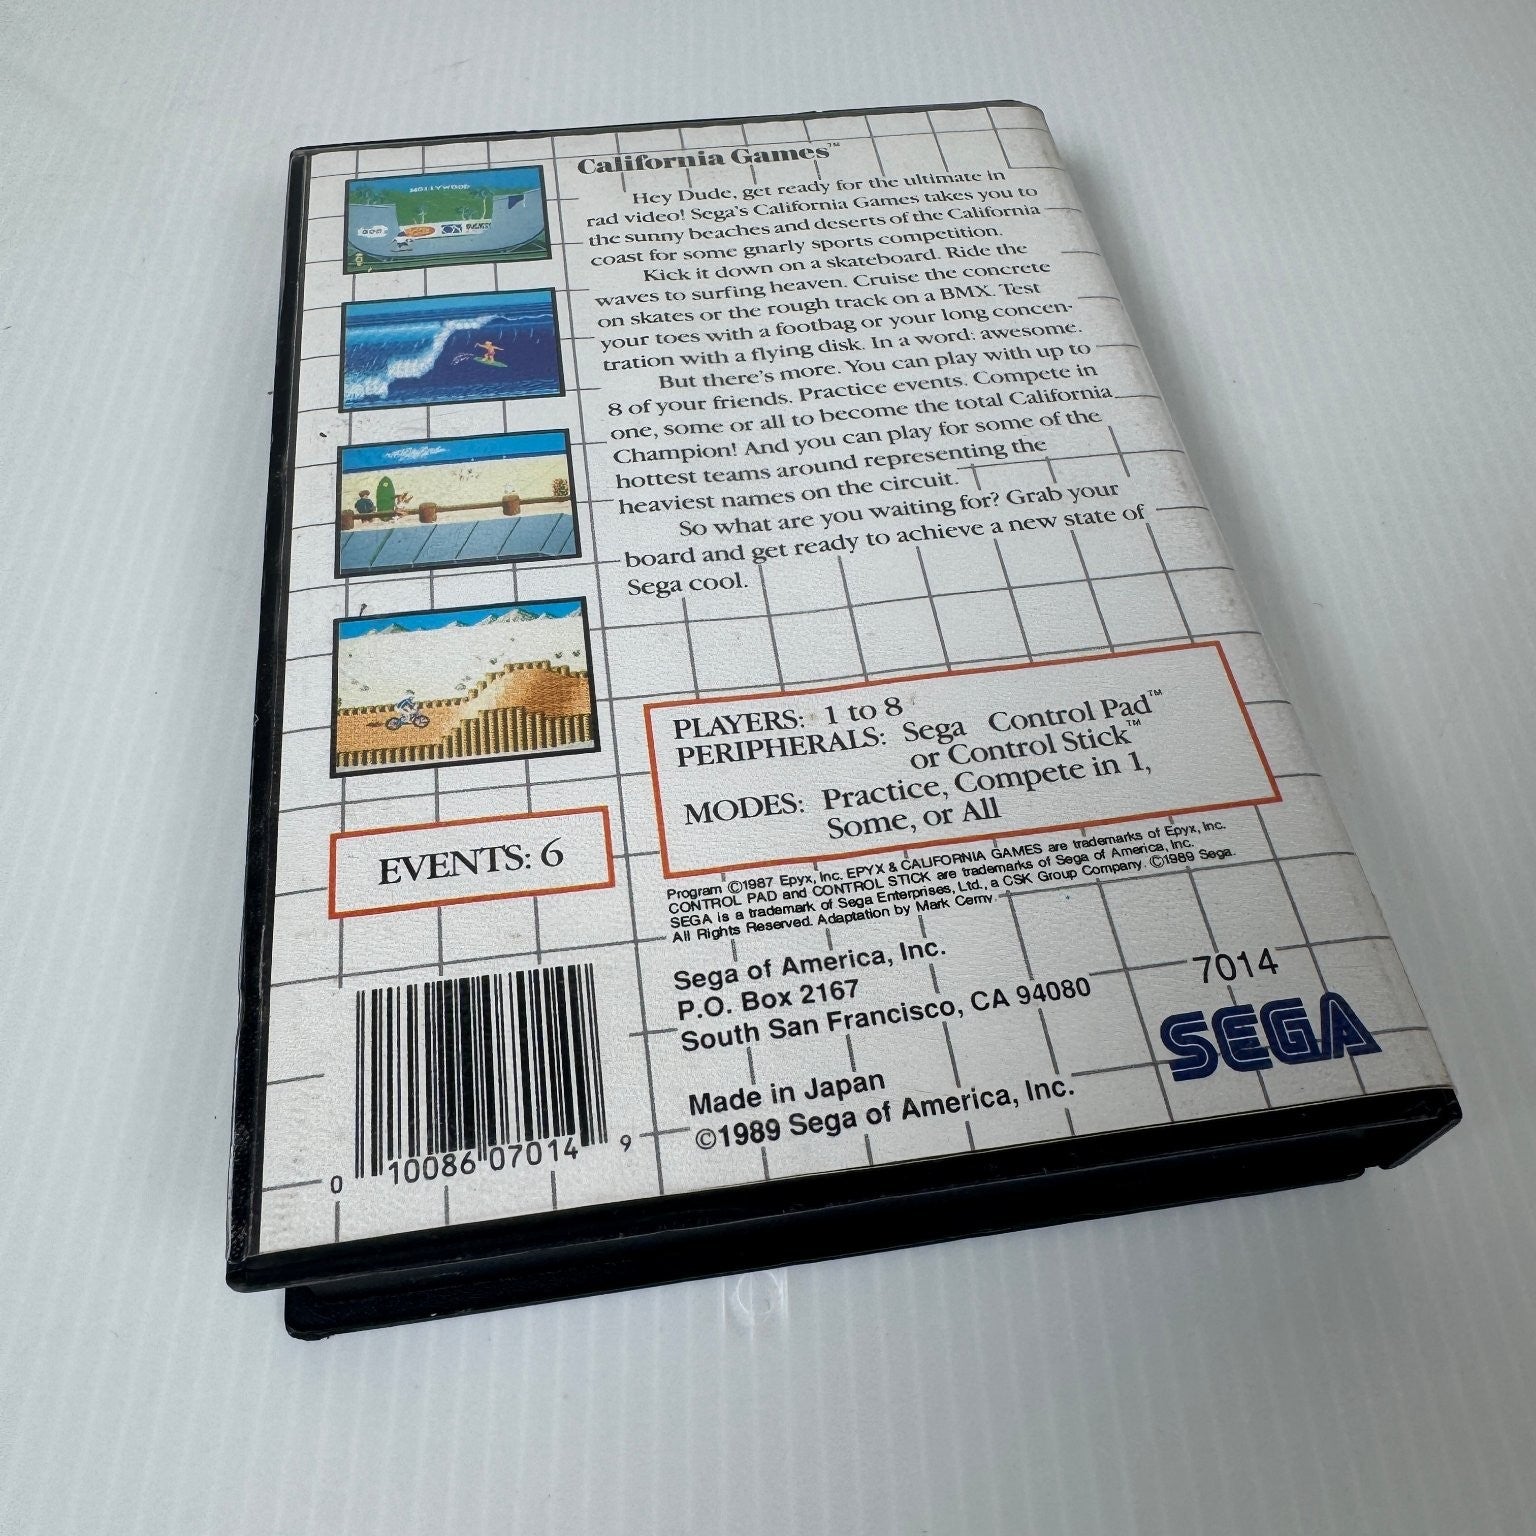 California Games™
Hey Dude, get ready for the ultimate in
rad video! Sega's California Games takes you to
the sunny beaches and deserts of the California
coast for some gnarly sports competition.
Kick it down on a skateboard. Ride the
waves to surfing heaven. Cruise the concrete
on skates or the rough track on a BMX. Test
your toes with a footbag or your long concen-
tration with a flying disk. In a word: awesome.
But there's more. You can play with up to
8 of your friends. Practice events. Compete in
one, some or all to become the total California
Champion! And you can play for some of the
hottest teams around representing the
heaviest names on the circuit.
So what are you waiting for? Grab your
board and get ready to achieve a new state of
Sega cool.
HOLLYWOOD
PLAYERS: 1 to 8
PERIPHERALS: Sega Control Pad™
or Control Stick™
MODES: Practice, Compete in 1,
Some, or All
EVENTS: 6
Program ©1987 Epyx, Inc. EPYX & CALIFORNIA GAMES are trademarks of Epyx, Inc.
CONTROL PAD and CONTROL STICK are trademarks of Sega of America, Inc.
SEGA is a trademark of Sega Enterprises, Ltd., a CSK Group Company. ©1989 Sega.
All Rights Reserved. Adaptation by Mark Cerny.
Sega of America, Inc.
P.O. Box 2167
South San Francisco, CA 94080
7014
SEGA
Made in Japan
©1989 Sega of America, Inc.
0 10086 07014 9